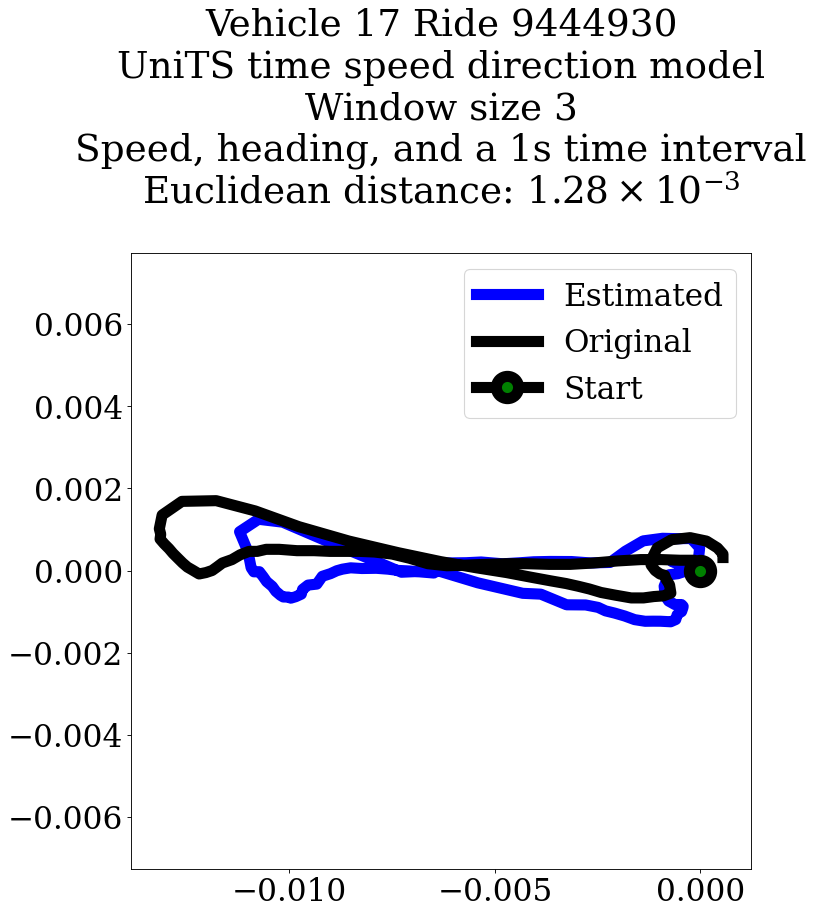 Vehicle 17 Ride 9444930
UniTS time speed direction model
Window size 3
Speed, heading, and a 1s time interval
Euclidean distance: 1.28 × 10⁻³
Estimated
Original
Start
0.006
0.004
0.002
0.000
−0.002
−0.004
−0.006
−0.010
−0.005
0.000